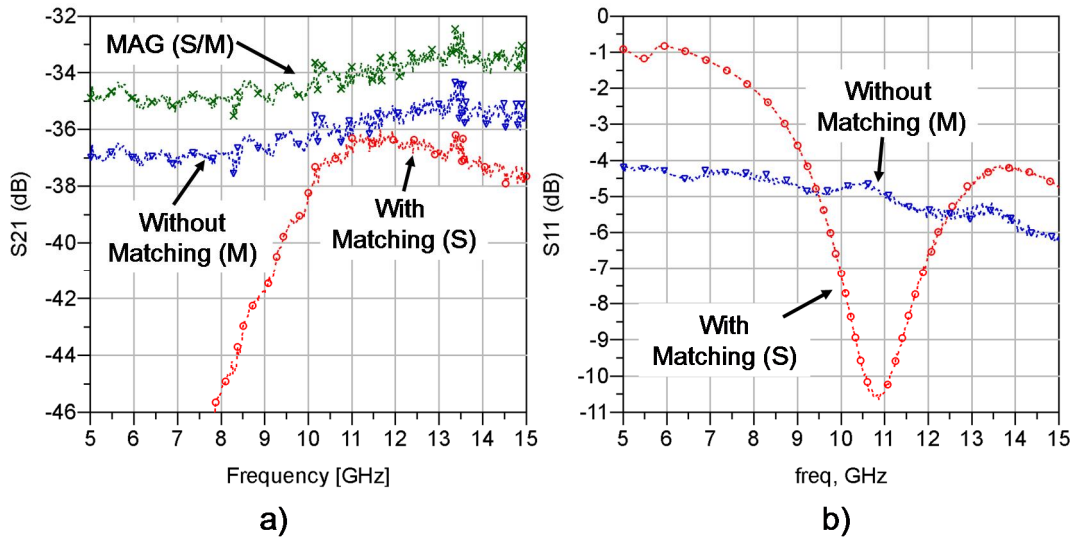 -32
-34
-36
-38
-40
-42
-44
-46
S21 (dB)
MAG (S/M)
Without
Matching (M)
With
Matching (S)
5 6 7 8 9 10 11 12 13 14 15
Frequency [GHz]
a)
-0
-1
-2
-3
-4
-5
-6
-7
-8
-9
-10
-11
S11 (dB)
Without
Matching (M)
With
Matching (S)
5 6 7 8 9 10 11 12 13 14 15
freq, GHz
b)